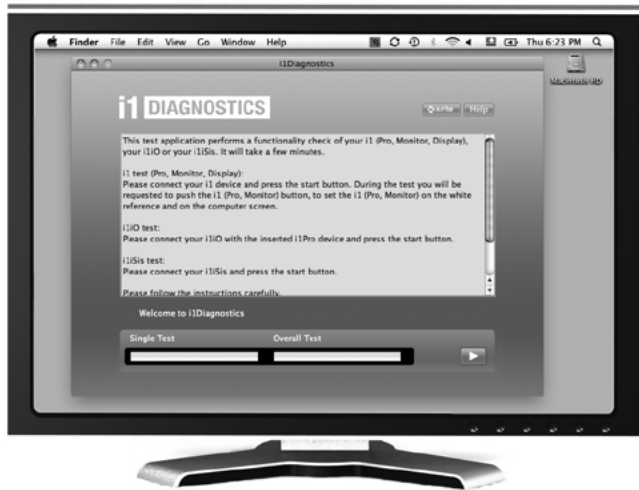 Finder File Edit View Go Window Help Thu 6:23 PM
i1Diagnostics
Macintosh HD
i1 DIAGNOSTICS
x-rite Help
This test application performs a functionality check of your i1 (Pro, Monitor, Display),
your i1iO or your i1iSis. It will take a few minutes.
i1 test (Pro, Monitor, Display):
Please connect your i1 device and press the start button. During the test you will be
requested to push the i1 (Pro, Monitor) button, to set the i1 (Pro, Monitor) on the white
reference and on the computer screen.
i1iO test:
Please connect your i1iO with the inserted i1Pro device and press the start button.
i1iSis test:
Please connect your i1iSis and press the start button.
Please follow the instructions carefully.
Welcome to i1Diagnostics
Single Test Overall Test